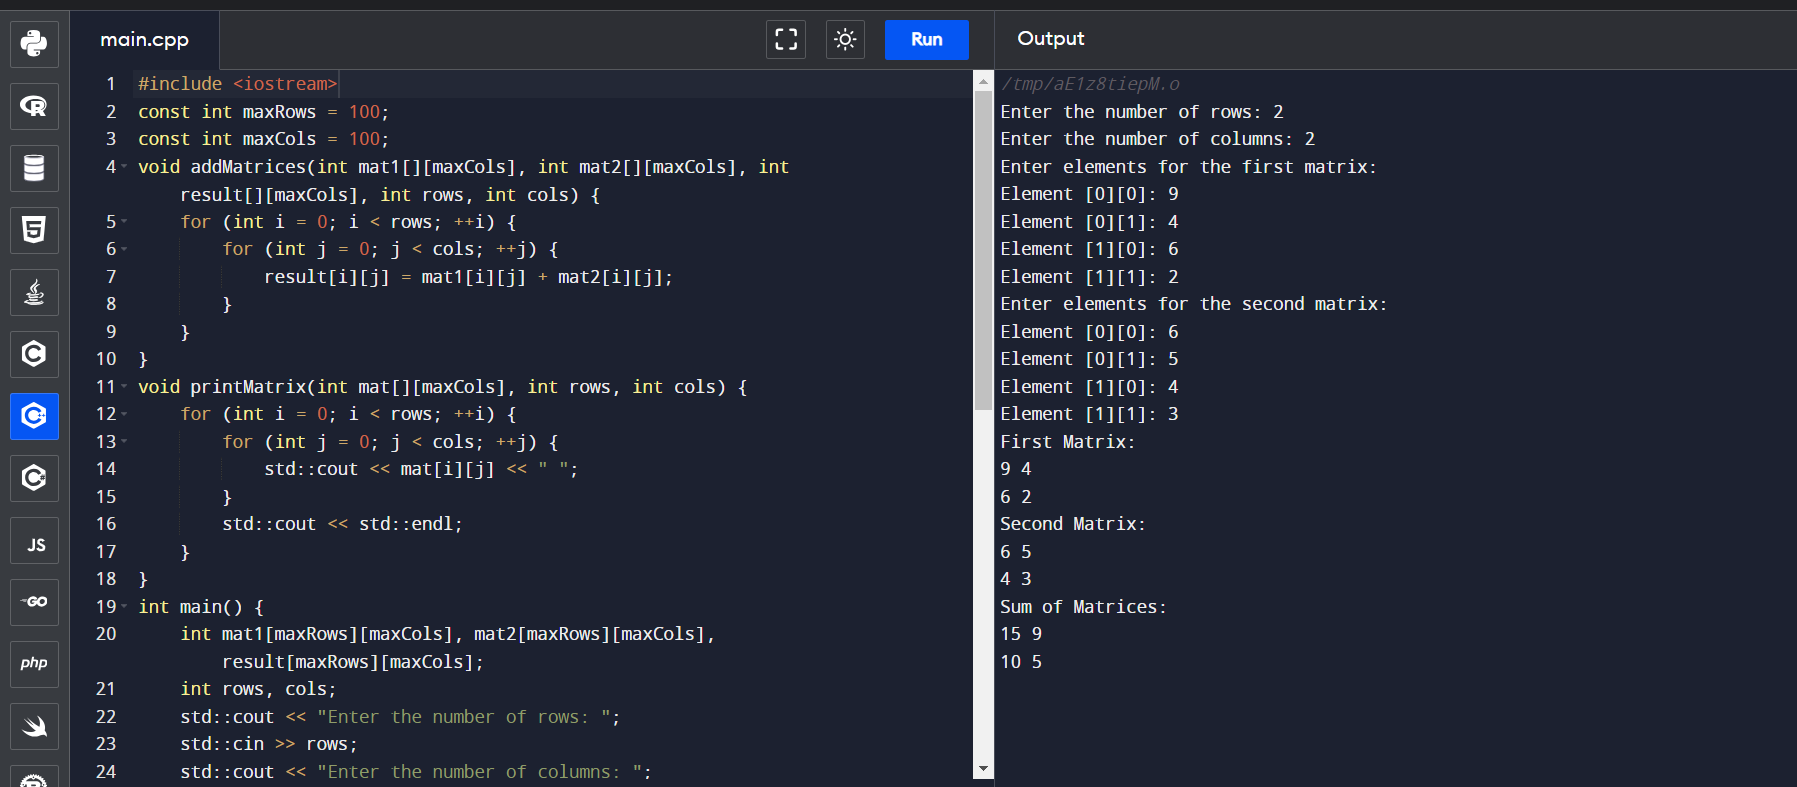 main.cpp
Run
1 #include <iostream>
2 const int maxRows = 100;
3 const int maxCols = 100;
4 void addMatrices(int mat1[][maxCols], int mat2[][maxCols], int
result[][maxCols], int rows, int cols) {
5 for (int i = 0; i < rows; ++i) {
6 for (int j = 0; j < cols; ++j) {
7 result[i][j] = mat1[i][j] + mat2[i][j];
8 }
9 }
10 }
11 void printMatrix(int mat[][maxCols], int rows, int cols) {
12 for (int i = 0; i < rows; ++i) {
13 for (int j = 0; j < cols; ++j) {
14 std::cout << mat[i][j] << " ";
15 }
16 std::cout << std::endl;
17 }
18 }
19 int main() {
20 int mat1[maxRows][maxCols], mat2[maxRows][maxCols],
result[maxRows][maxCols];
21 int rows, cols;
22 std::cout << "Enter the number of rows: ";
23 std::cin >> rows;
24 std::cout << "Enter the number of columns: ";
Output
/tmp/aE1z8tiepM.o
Enter the number of rows: 2
Enter the number of columns: 2
Enter elements for the first matrix:
Element [0][0]: 9
Element [0][1]: 4
Element [1][0]: 6
Element [1][1]: 2
Enter elements for the second matrix:
Element [0][0]: 6
Element [0][1]: 5
Element [1][0]: 4
Element [1][1]: 3
First Matrix:
9 4
6 2
Second Matrix:
6 5
4 3
Sum of Matrices:
15 9
10 5
R
5
C
C++
C#
JS
GO
php